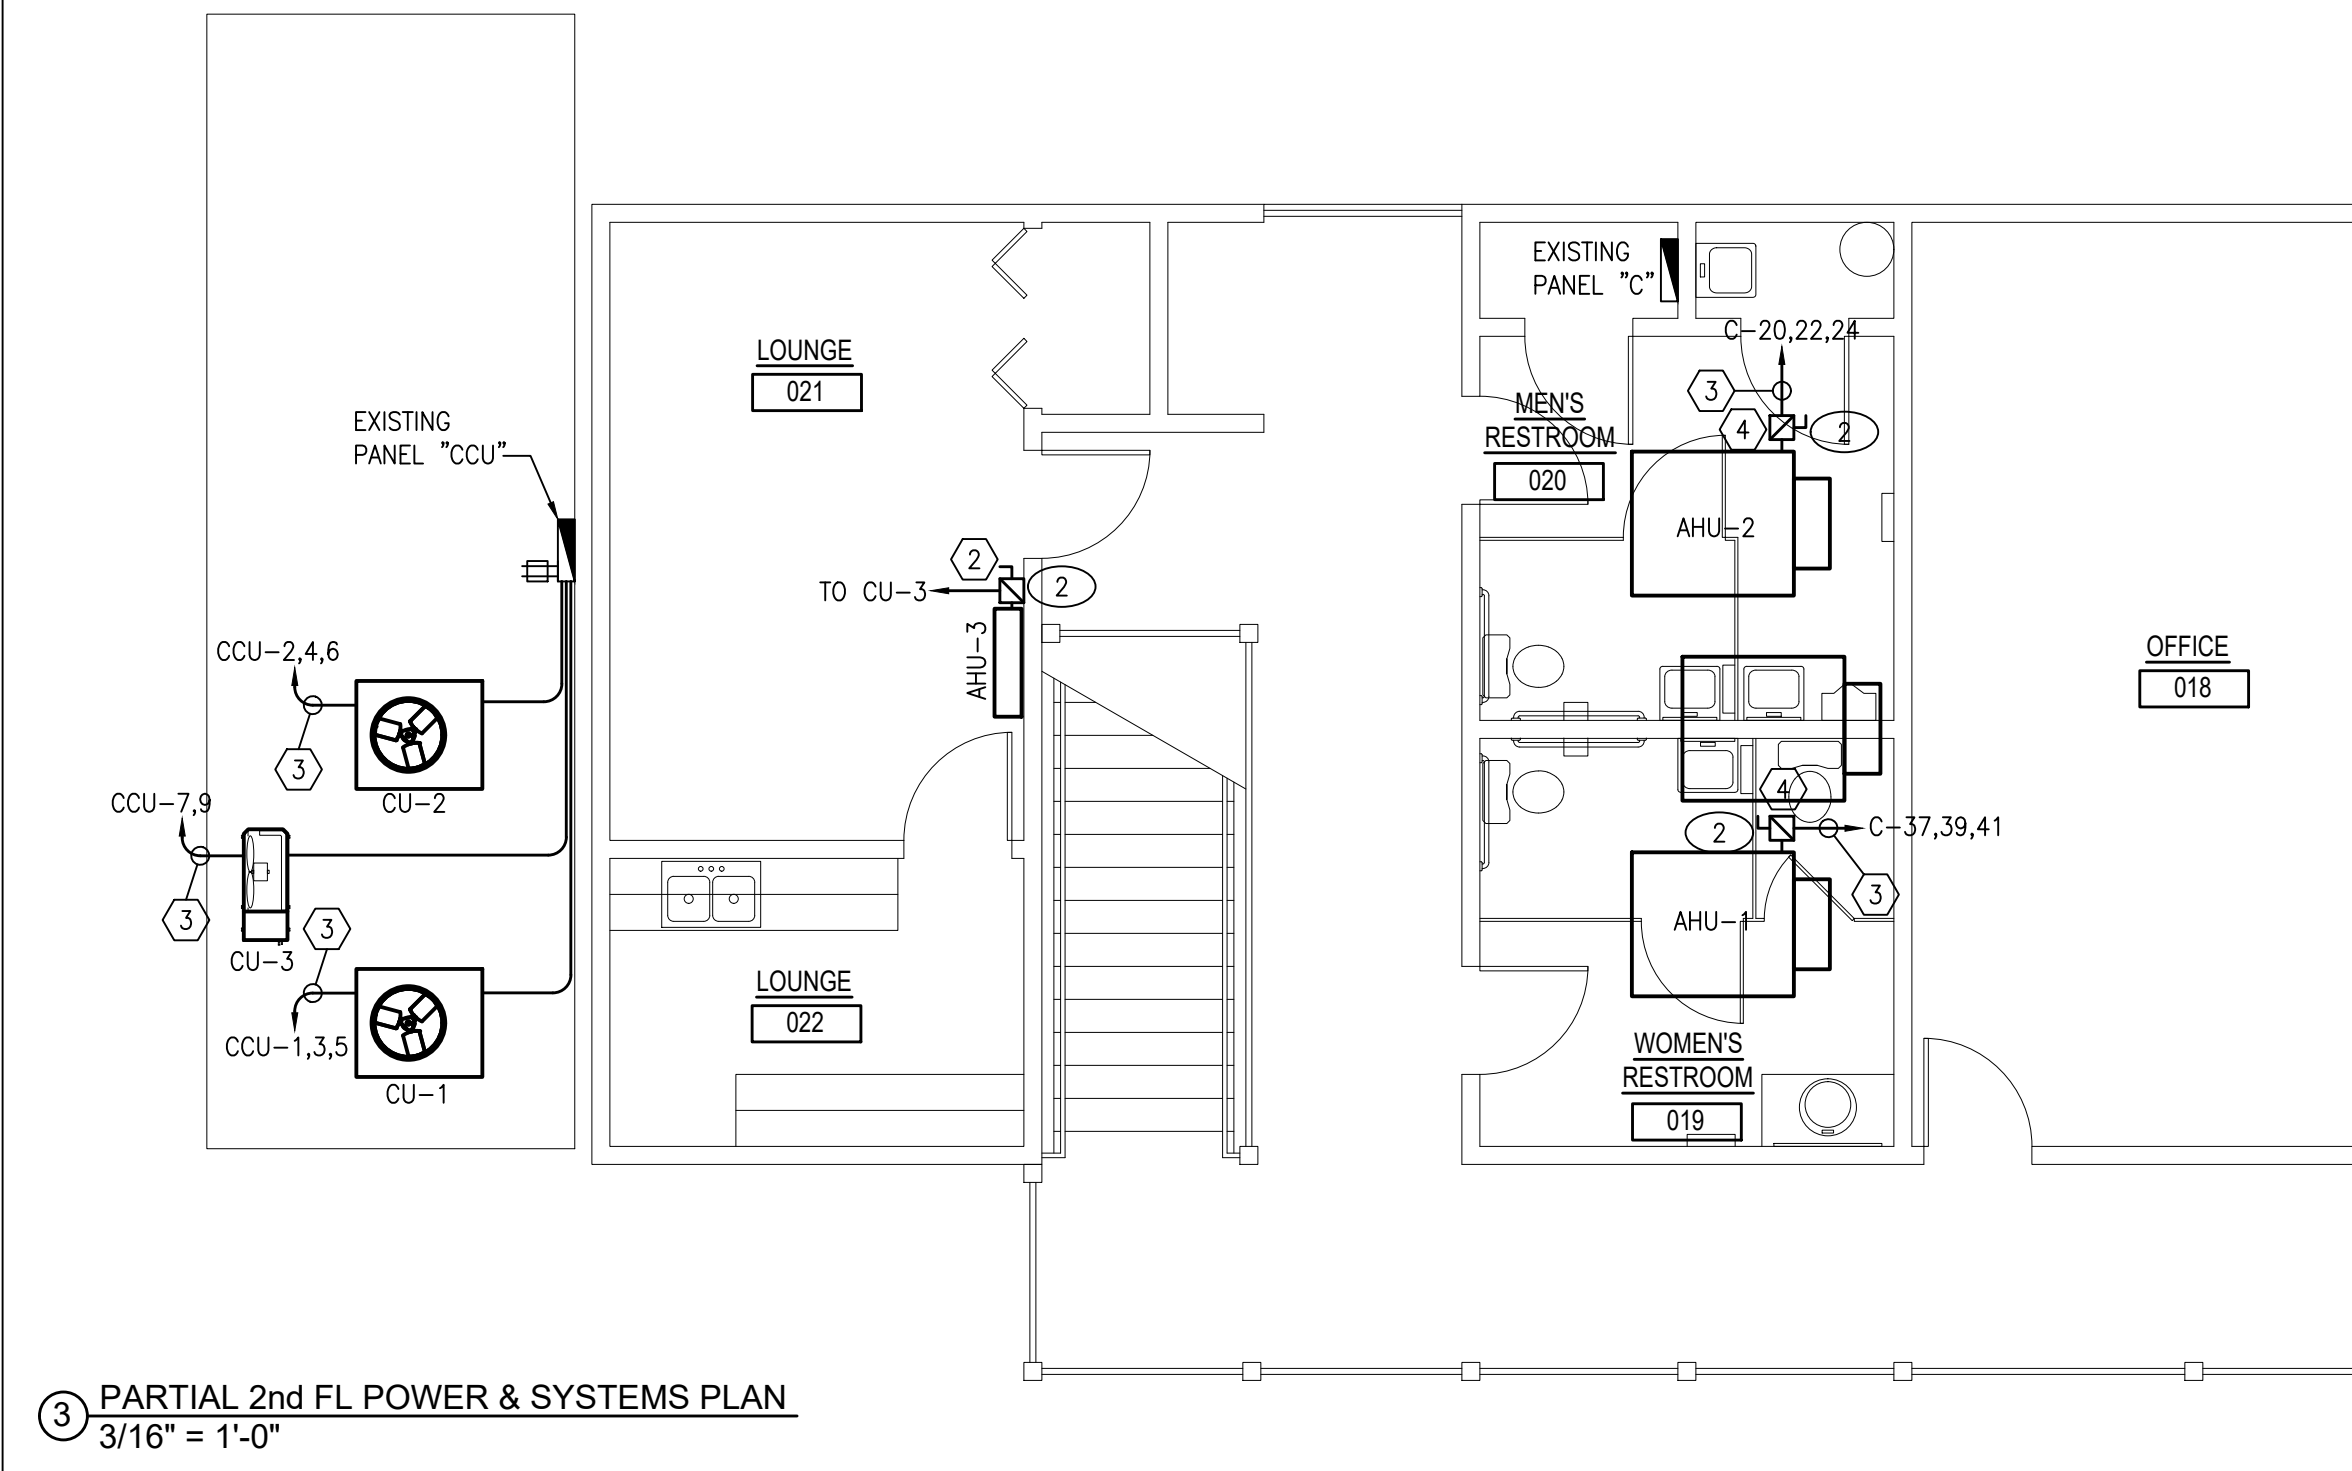 EXISTING
PANEL "C"
C-20,22,24
LOUNGE
021
3
MEN'S
RESTROOM
020
4
2
EXISTING
PANEL "CCU"
AHU-2
2
2
TO CU-3
AHU-3
CCU-2,4,6
OFFICE
018
3
CU-2
CCU-7,9
4
2
C-37,39,41
3
3
3
AHU-1
CU-3
LOUNGE
022
CCU-1,3,5
CU-1
WOMEN'S
RESTROOM
019
3
PARTIAL 2nd FL POWER & SYSTEMS PLAN
3/16" = 1'-0"